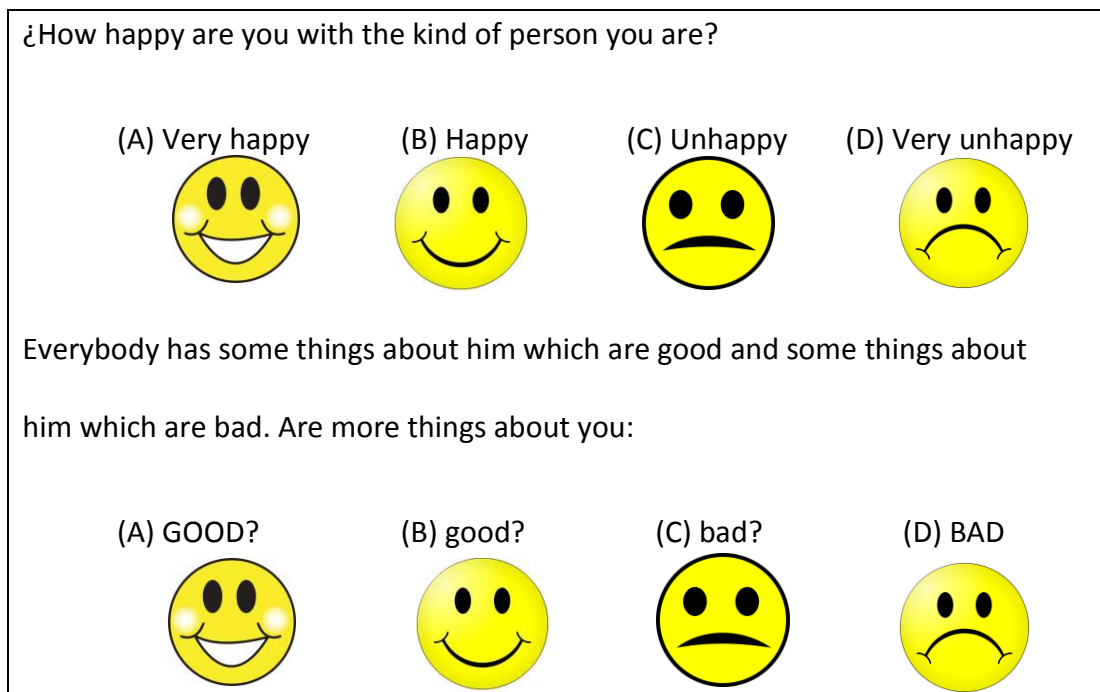 ¿How happy are you with the kind of person you are?
(A) Very happy (B) Happy (C) Unhappy (D) Very unhappy
Everybody has some things about him which are good and some things about
him which are bad. Are more things about you:
(A) GOOD? (B) good? (C) bad? (D) BAD